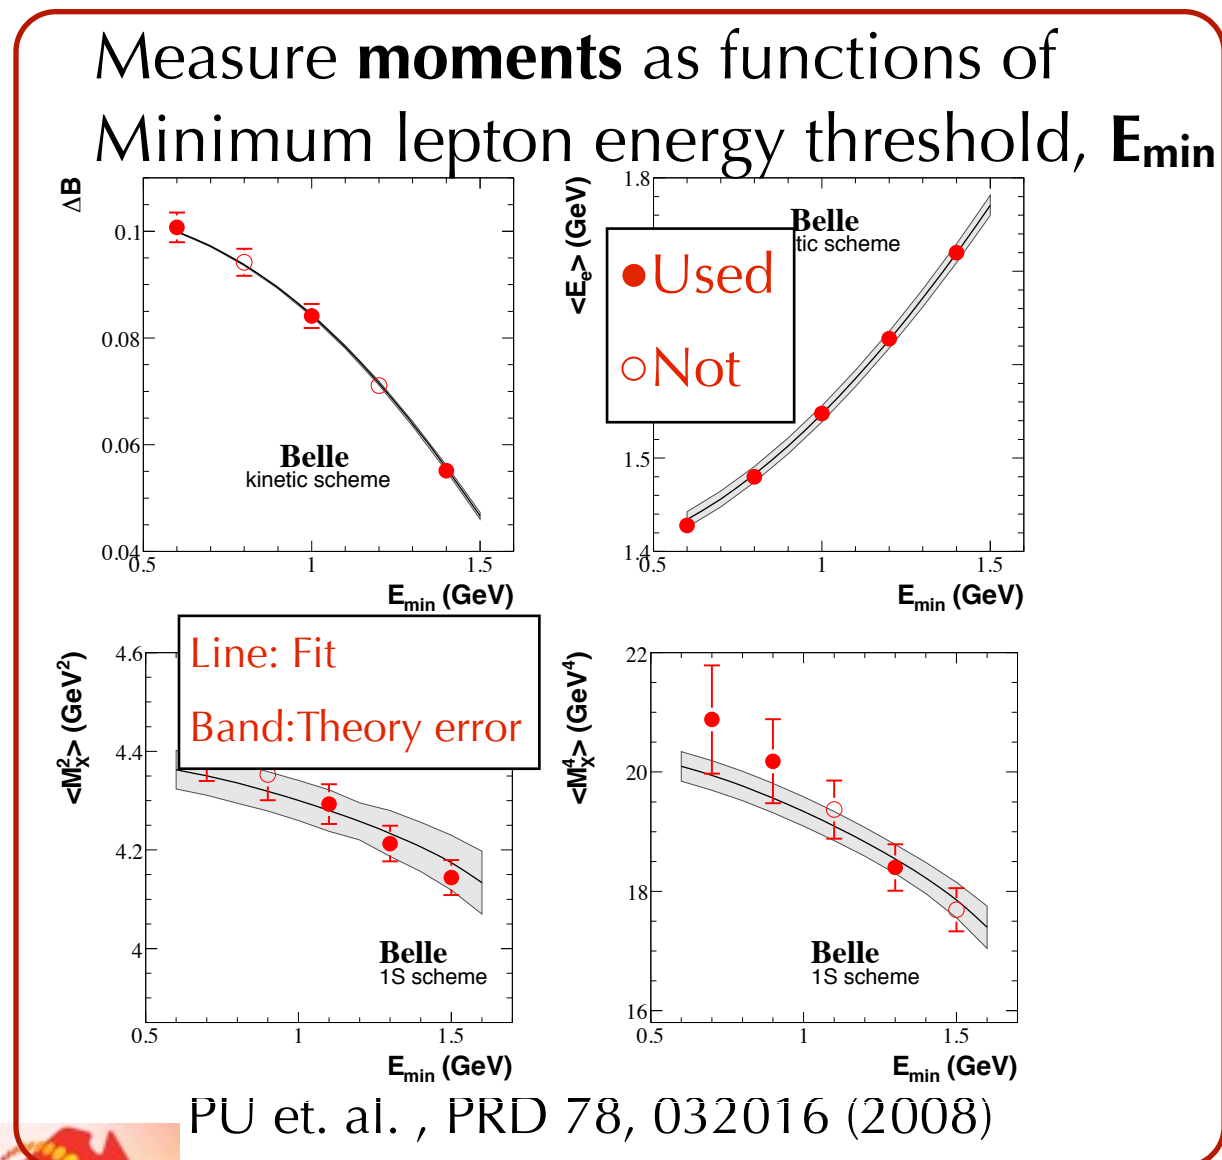 Measure moments as functions of
Minimum lepton energy threshold, Emin
ΔB
0.1
0.08
0.06
0.04
0.5
1
1.5
Emin (GeV)
Belle
kinetic scheme
<Ee> (GeV)
1.8
1.5
1.4
0.5
1
1.5
Emin (GeV)
Belle
tic scheme
Used
Not
<M²X> (GeV²)
4.6
4.4
4.2
4
0.5
1
1.5
Emin (GeV)
Line: Fit
Band:Theory error
Belle
1S scheme
<M⁴X> (GeV⁴)
22
20
18
16
0.5
1
1.5
Emin (GeV)
Belle
1S scheme
PU et. al. , PRD 78, 032016 (2008)